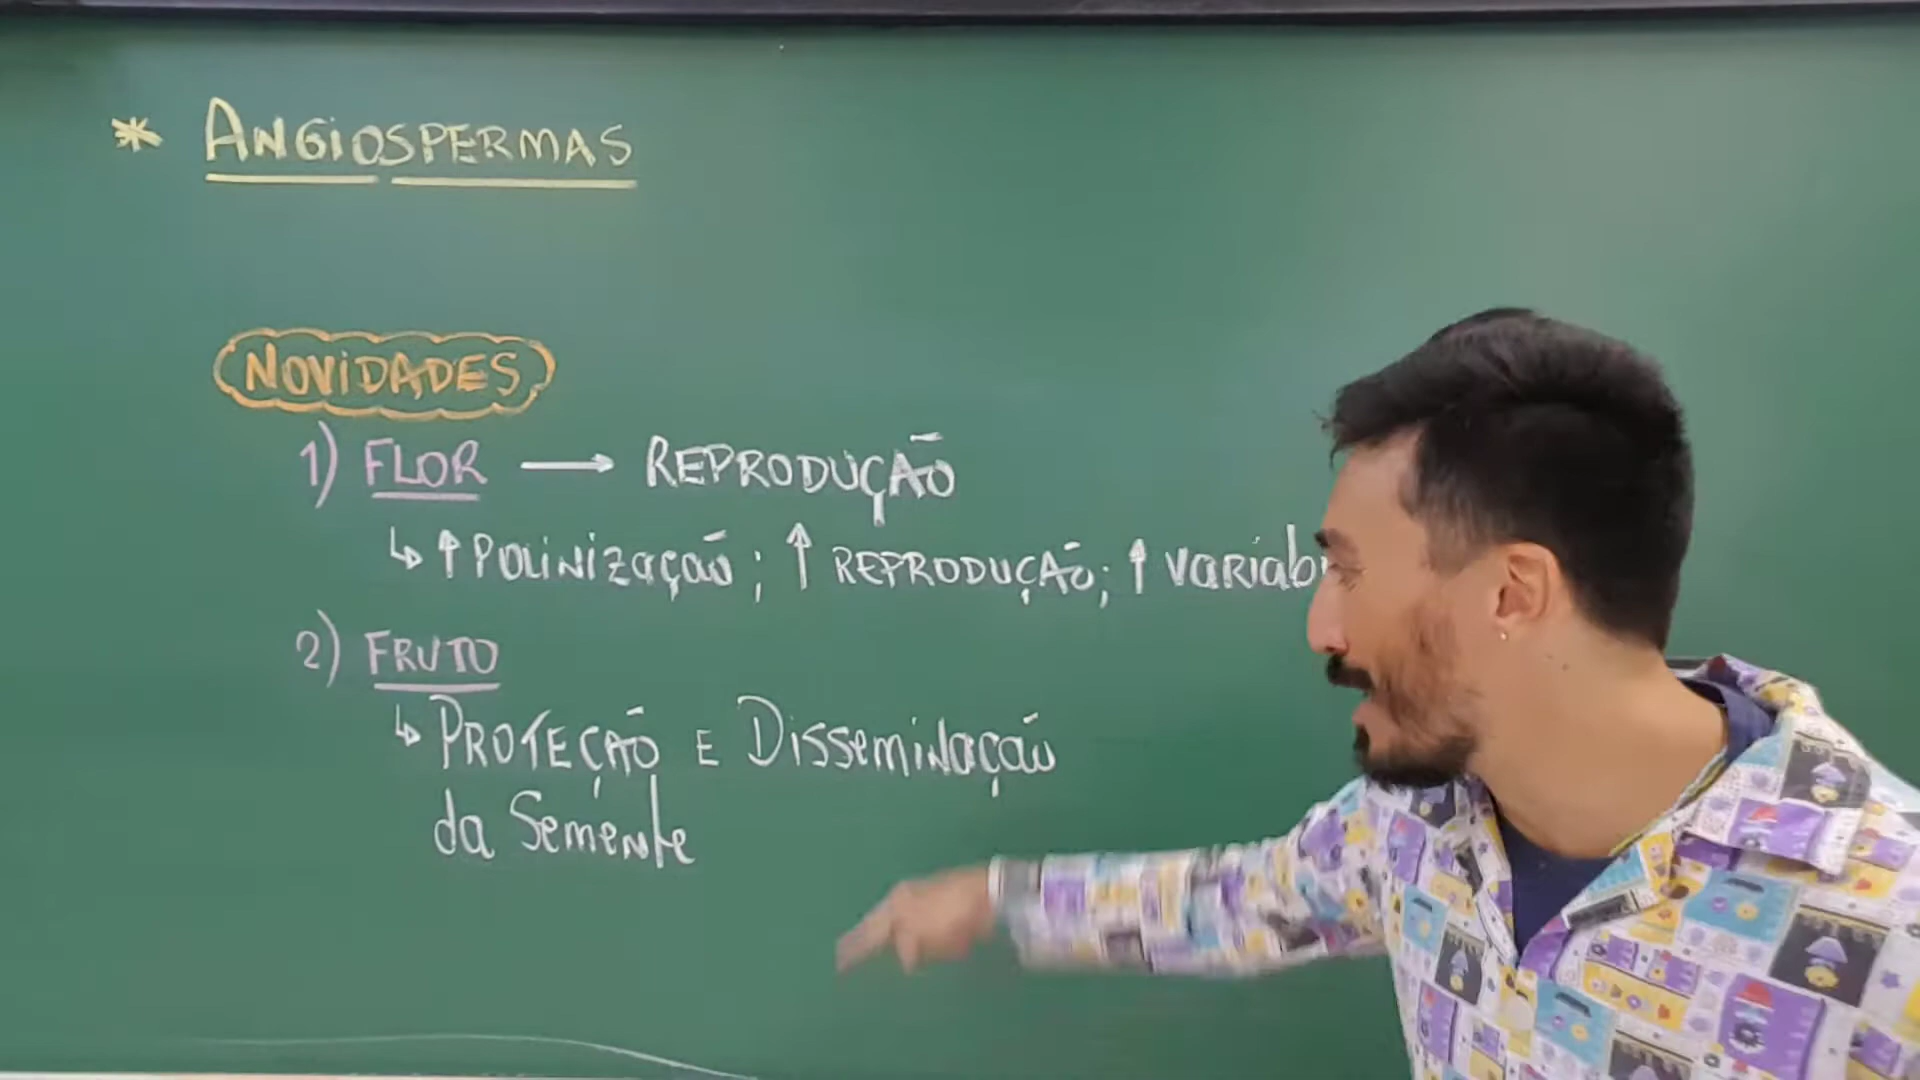 * ANGIOSPERMAS
NOVIDADES
1) FLOR → REPRODUÇÃO
↳ ↑ POLINIZAÇÃO; ↑ REPRODUÇÃO; ↑ VARIAB
2) FRUTO
↳ PROTEÇÃO E DISSEMINAÇÃO
da Semente